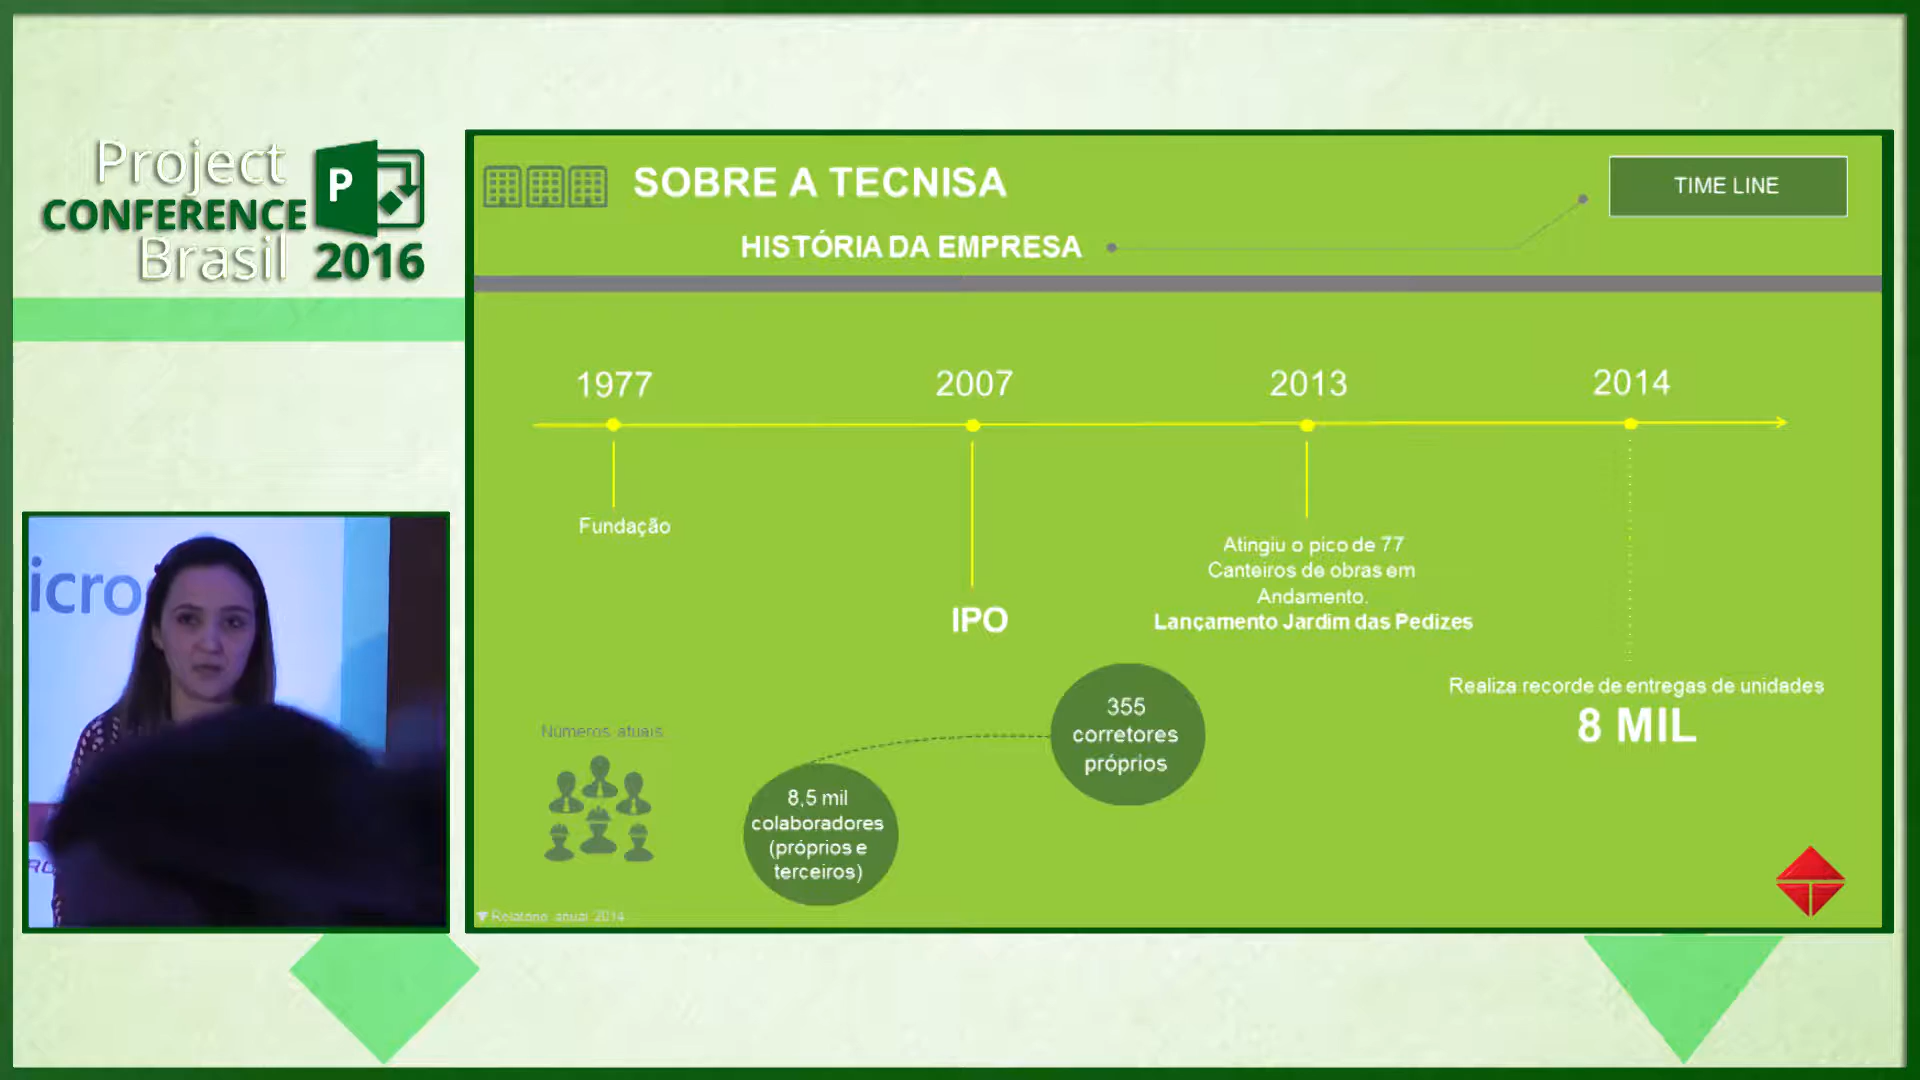 Project
CONFERENCE
Brasil 2016
P
SOBRE A TECNISA
HISTÓRIA DA EMPRESA
TIME LINE
1977
2007
2013
2014
Fundação
IPO
Atingiu o pico de 77
Canteiros de obras em
Andamento.
Lançamento Jardim das Pedizes
Realiza recorde de entregas de unidades
8 MIL
Números atuais
8,5 mil
colaboradores
(próprios e
terceiros)
355
corretores
próprios
Relatório anual 2014
icro